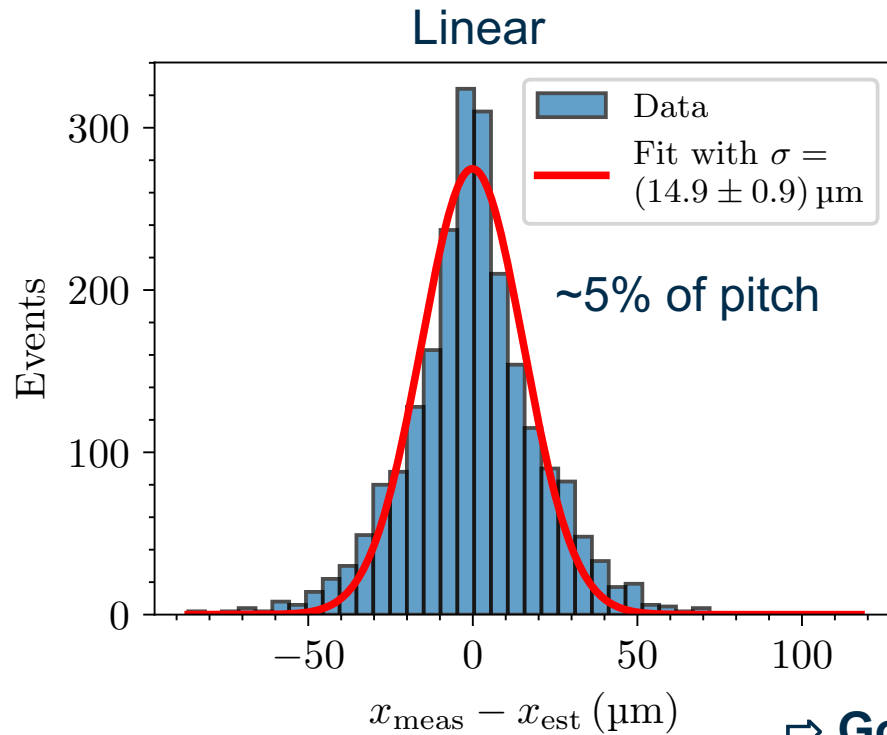 Linear
300
200
100
0
Events
Data
Fit with σ =
(14.9 ± 0.9) μm
~5% of pitch
−50
0
50
100
x_meas − x_est (μm)
⇨ Go